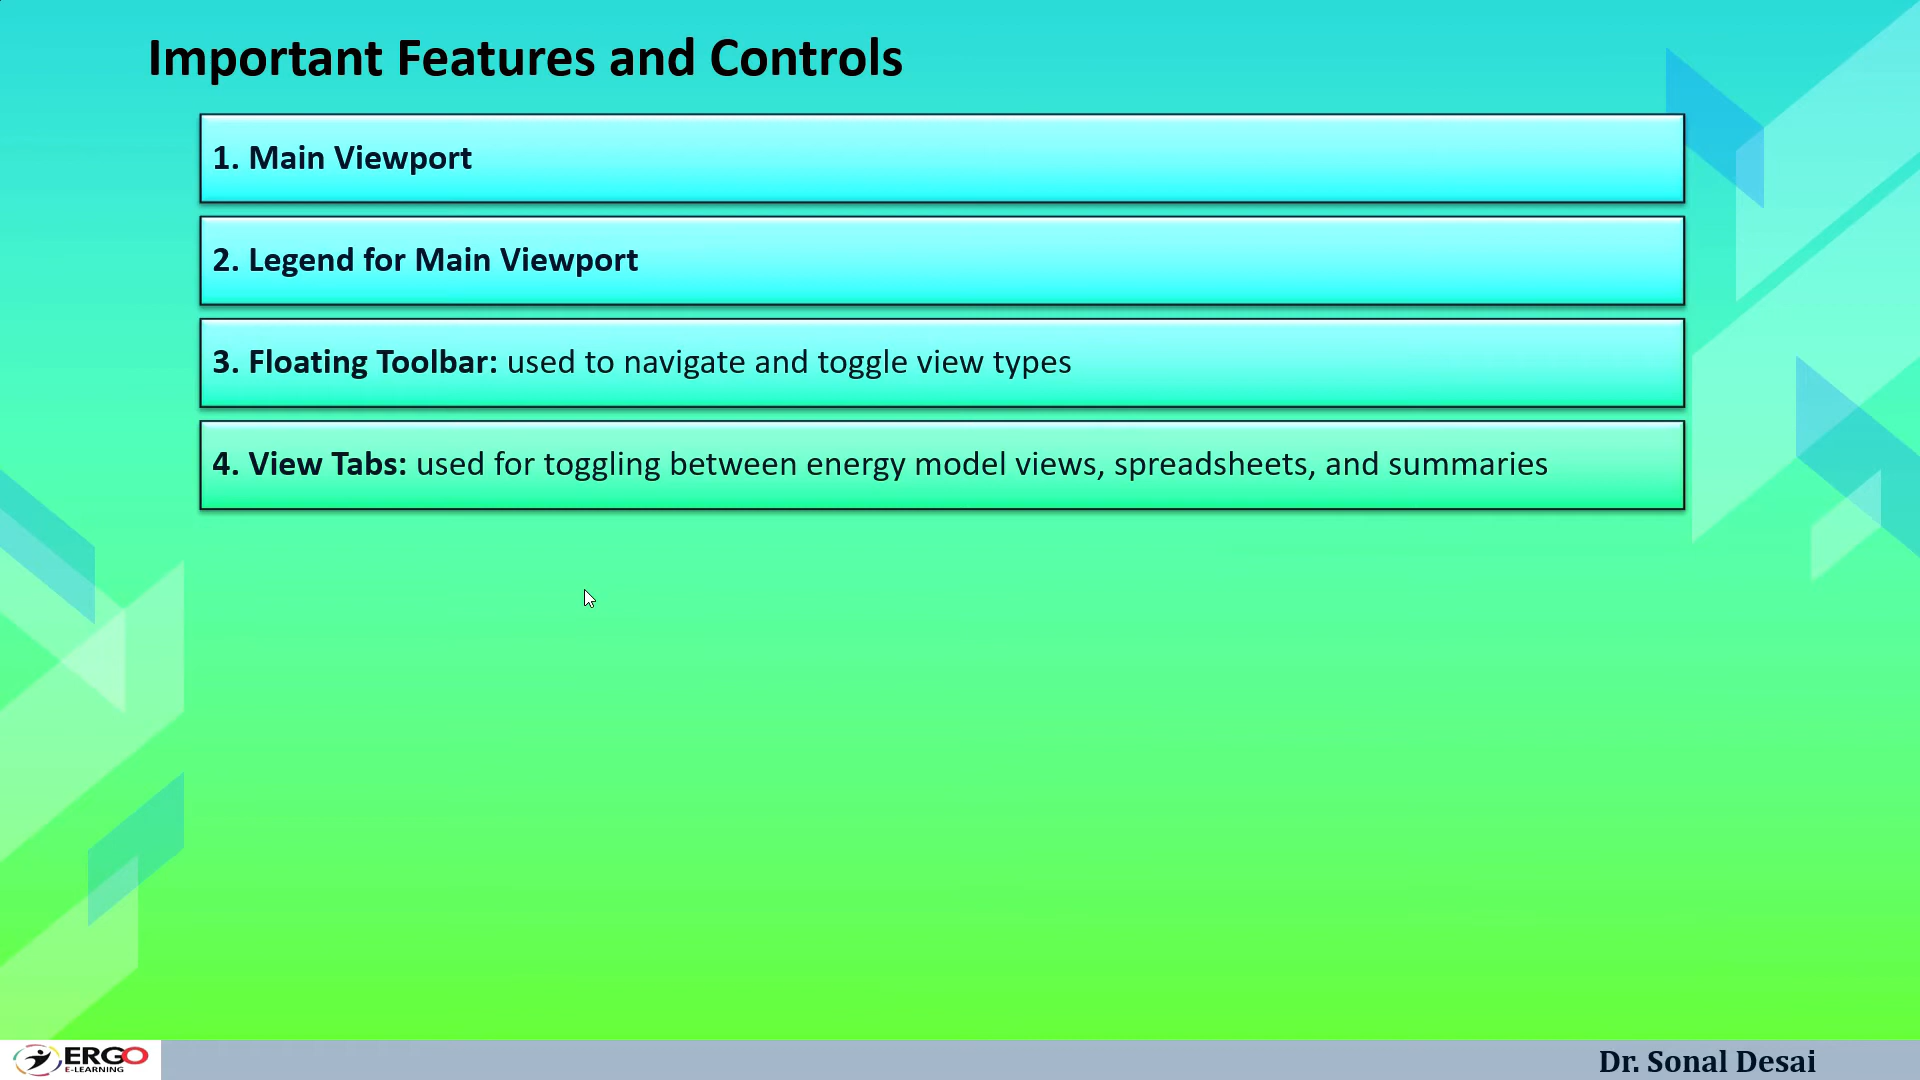 Important Features and Controls
1. Main Viewport
2. Legend for Main Viewport
3. Floating Toolbar: used to navigate and toggle view types
4. View Tabs: used for toggling between energy model views, spreadsheets, and summaries
ERGO
E-LEARNING
Dr. Sonal Desai